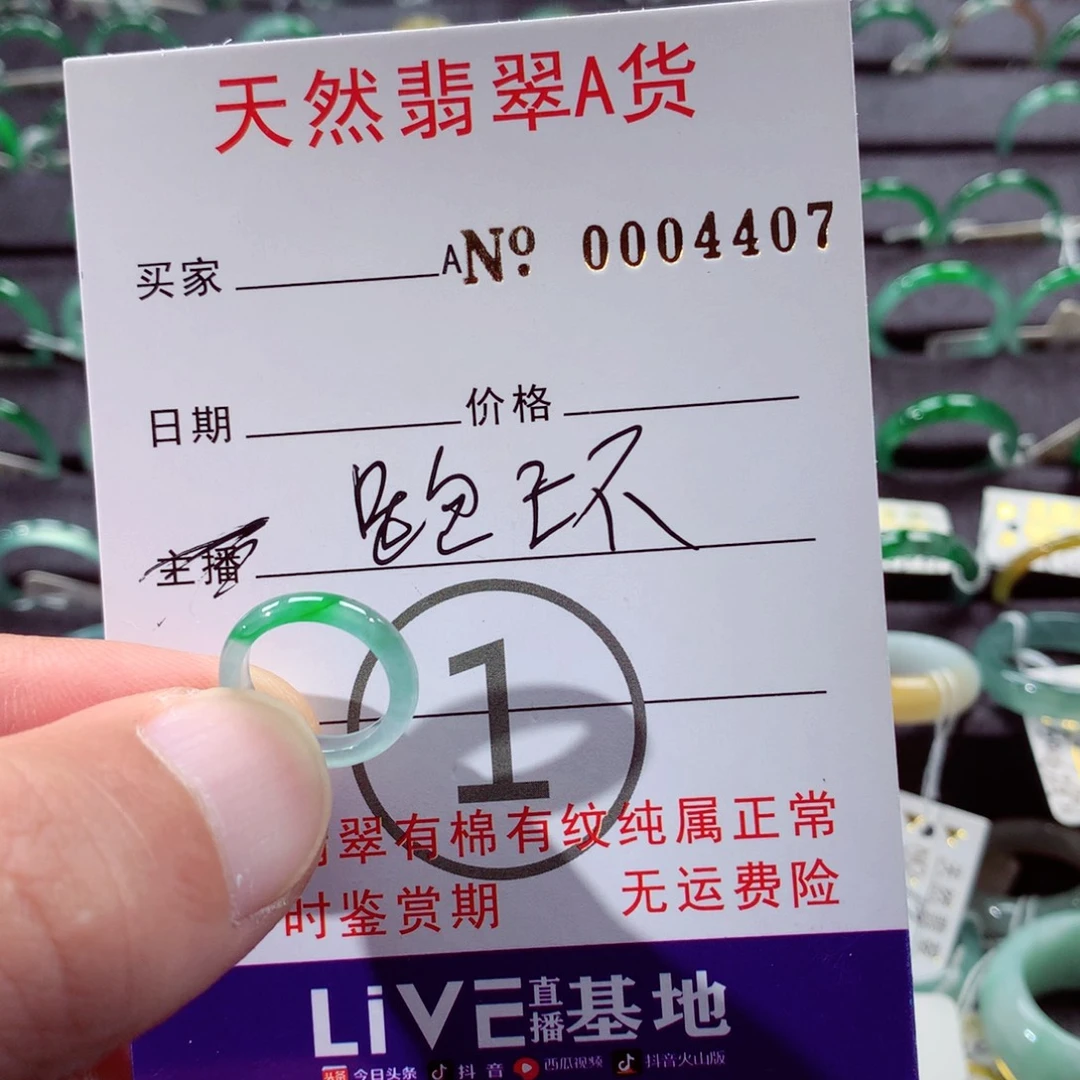 天然翡翠A货
买家 A№ 0004407
日期 价格
主播
1
翠有棉有纹纯属正常
时鉴赏期 无运费险
LiVE直播基地
头条 今日头条 抖音 西瓜视频 抖音火山版